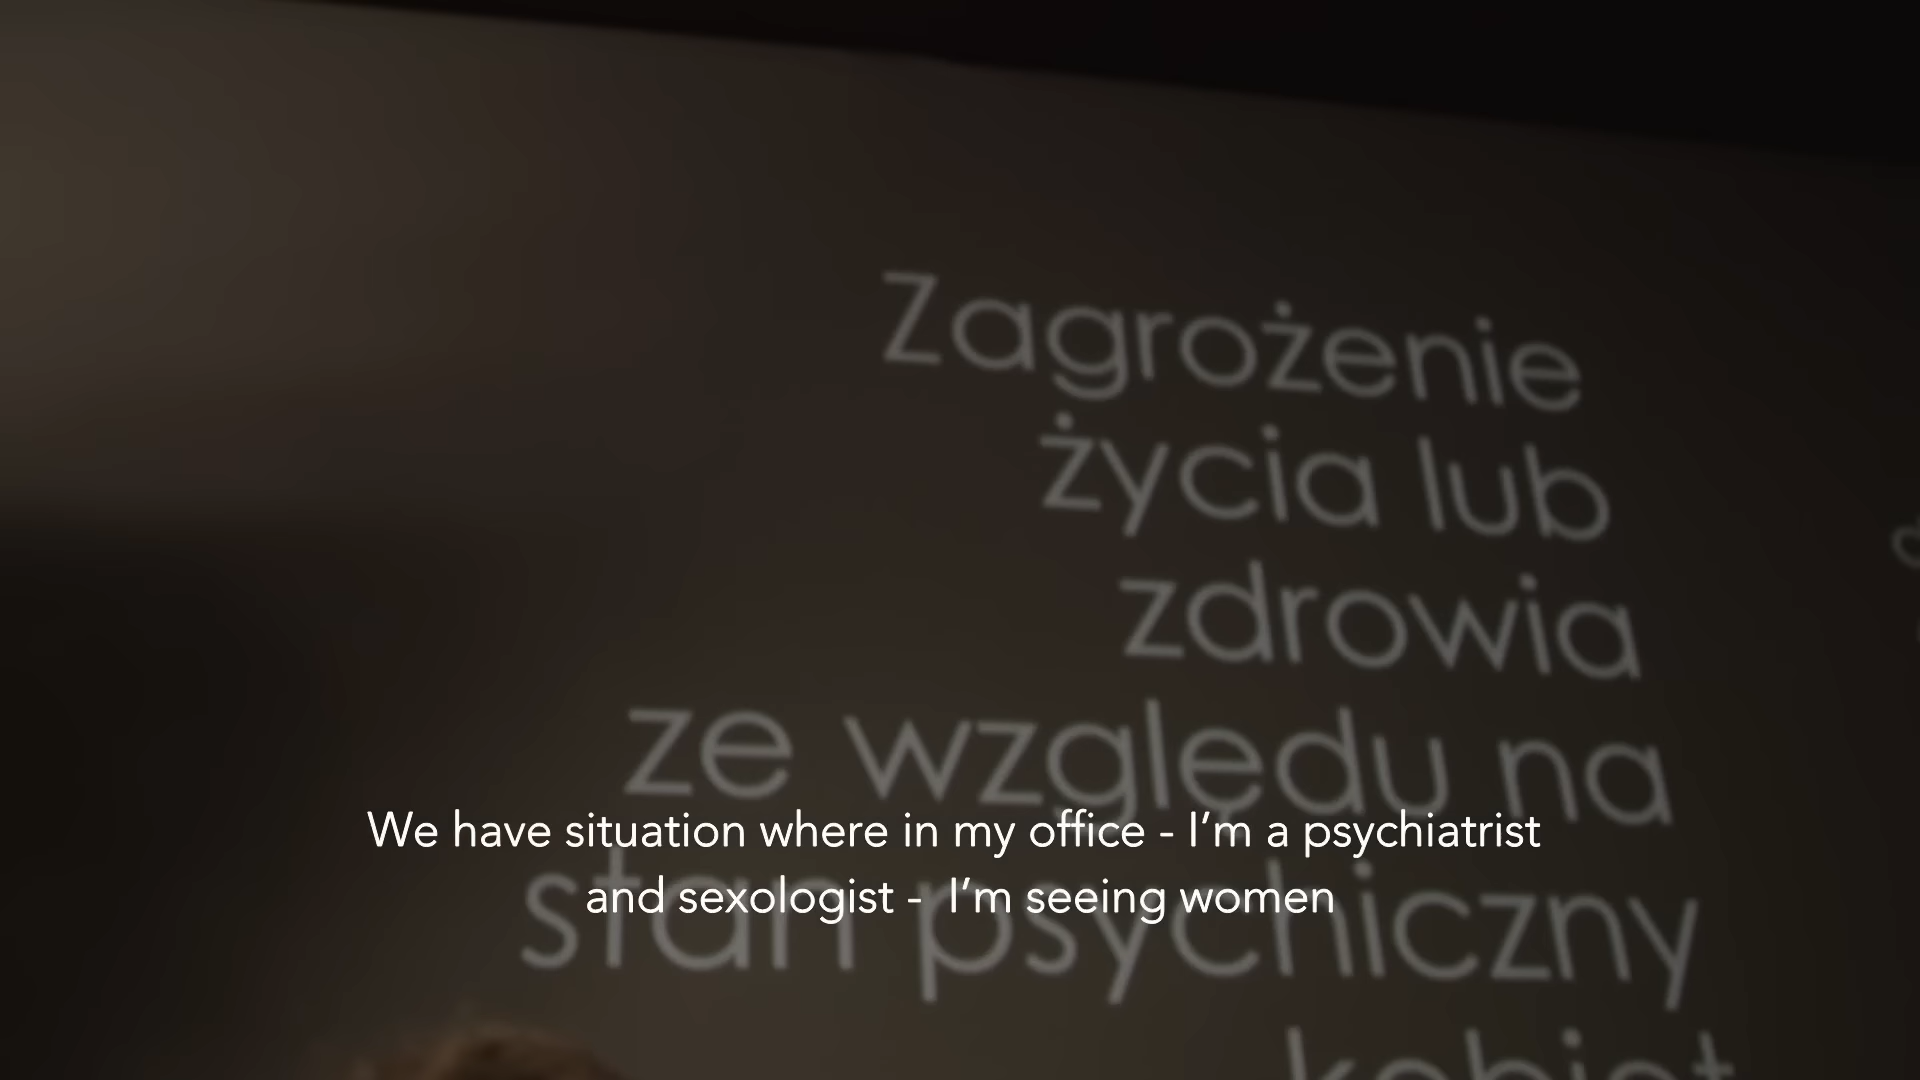 Zagrożenie
życia lub
zdrowia
ze względu na
We have situation where in my office - I’m a psychiatrist
and sexologist - I’m seeing women
stan psychiczny
kobiet